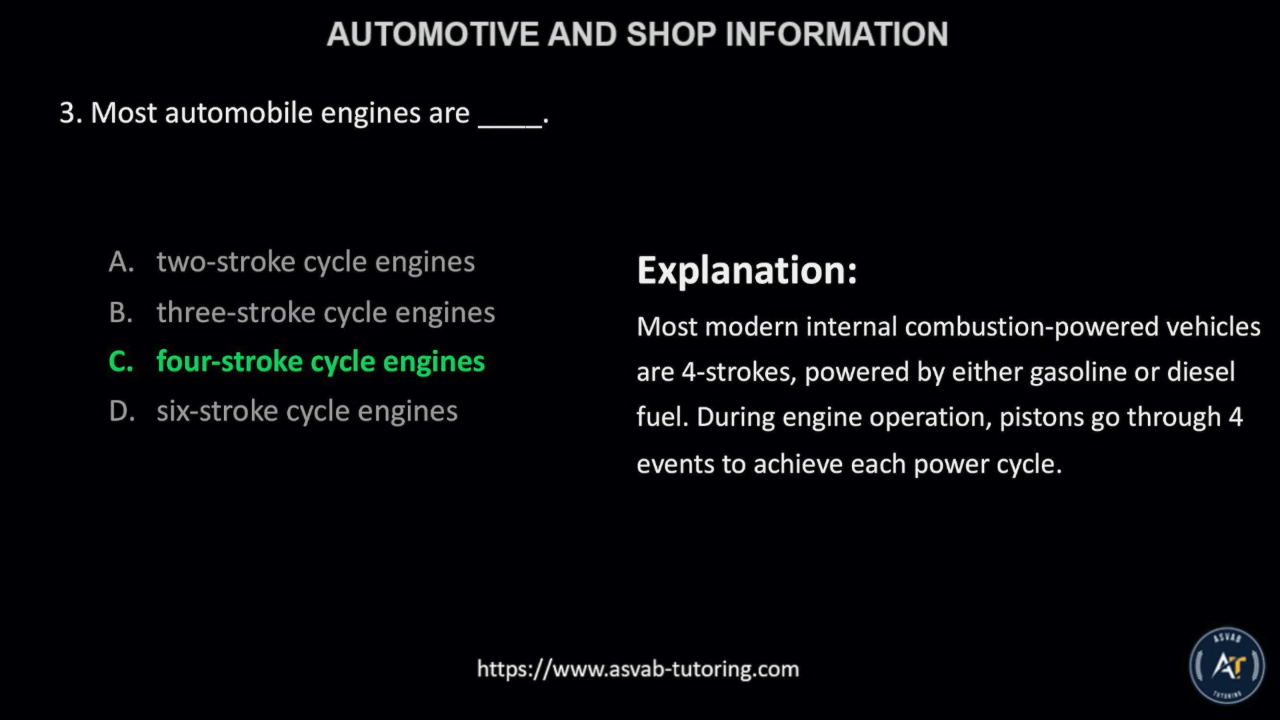 AUTOMOTIVE AND SHOP INFORMATION
3. Most automobile engines are ____.
A. two-stroke cycle engines
B. three-stroke cycle engines
C. four-stroke cycle engines
D. six-stroke cycle engines
Explanation:
Most modern internal combustion-powered vehicles
are 4-strokes, powered by either gasoline or diesel
fuel. During engine operation, pistons go through 4
events to achieve each power cycle.
https://www.asvab-tutoring.com
ASVAB
AT
TUTORING